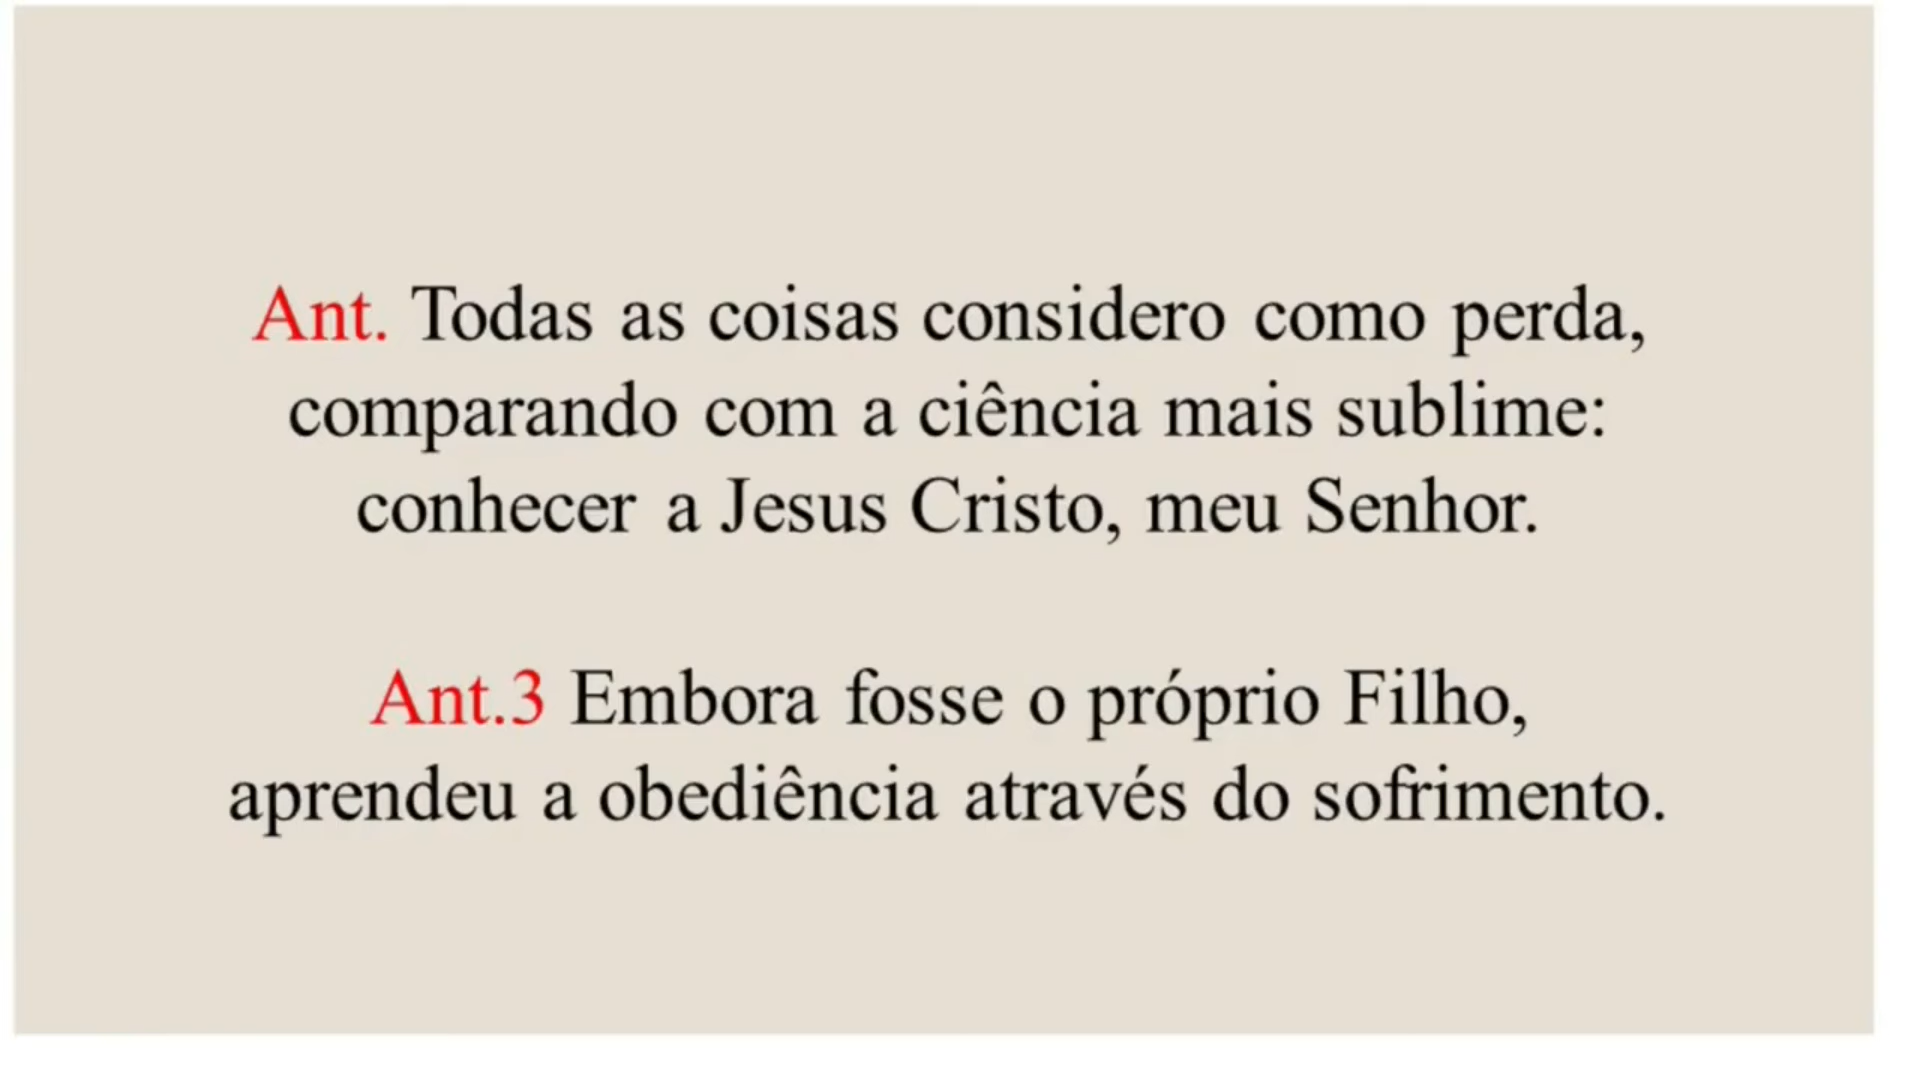 Ant. Todas as coisas considero como perda,
comparando com a ciência mais sublime:
conhecer a Jesus Cristo, meu Senhor.
Ant.3 Embora fosse o próprio Filho,
aprendeu a obediência através do sofrimento.